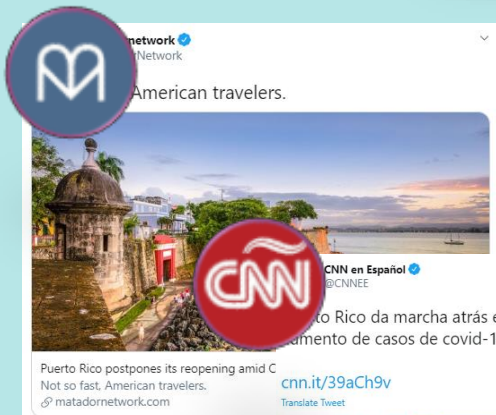 network
Network
American travelers.
CNN
CNN en Español
@CNNEE
to Rico da marcha atrás e
umento de casos de covid-1
Puerto Rico postpones its reopening amid C
Not so fast, American travelers.
matadornetwork.com
cnn.it/39aCh9v
Translate Tweet